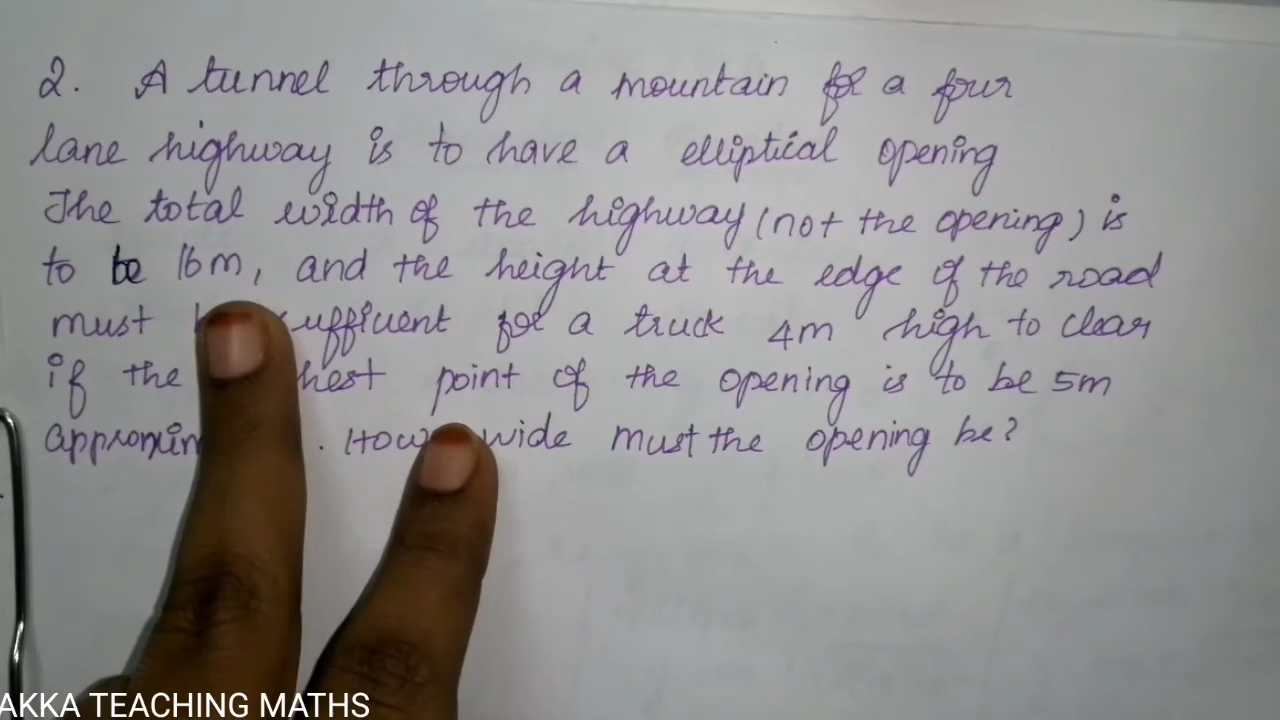 2. A tunnel through a mountain for a four
lane highway is to have a elliptical opening
The total width of the highway (not the opening) is
to be 16m, and the height at the edge of the road
must for a truck 4m high to clear
if the point of the opening is to be 5m
. How wide must the opening be?
AKKA TEACHING MATHS